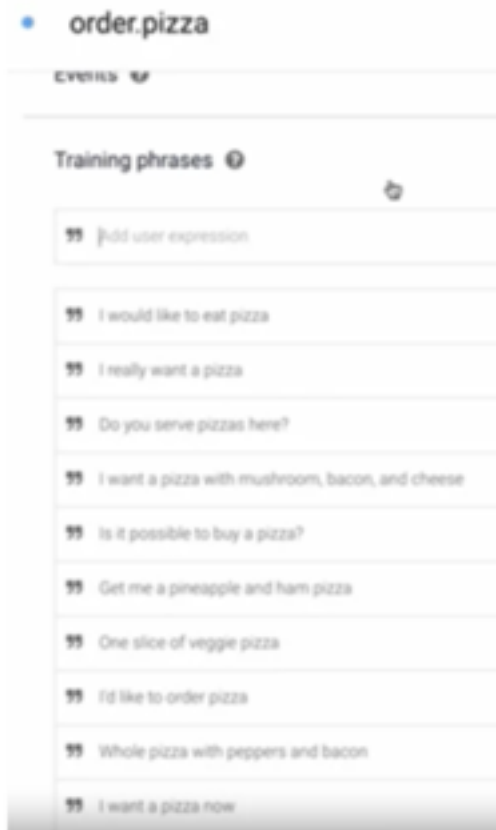 order.pizza
Events
Training phrases
Add user expression
I would like to eat pizza
I really want a pizza
Do you serve pizzas here?
I want a pizza with mushroom, bacon, and cheese
Is it possible to buy a pizza?
Get me a pineapple and ham pizza
One slice of veggie pizza
I'd like to order pizza
Whole pizza with peppers and bacon
I want a pizza now